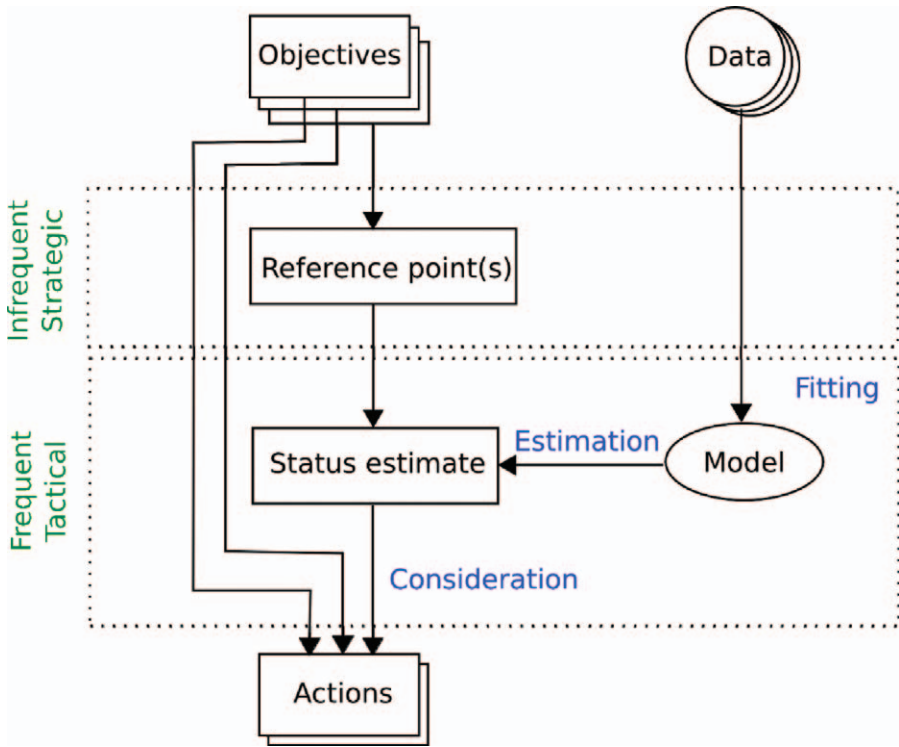 Objectives
Data
Infrequent
Strategic
Reference point(s)
Fitting
Frequent
Tactical
Status estimate
Estimation
Model
Consideration
Actions